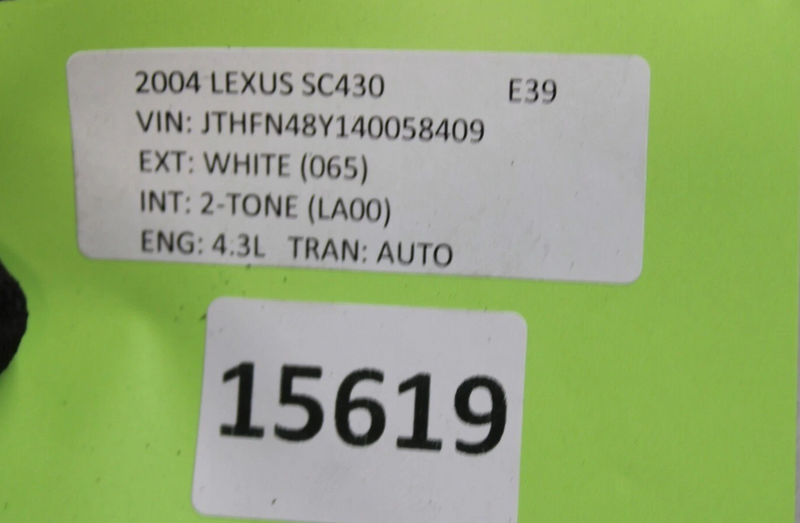 2004 LEXUS SC430 E39
VIN: JTHFN48Y140058409
EXT: WHITE (065)
INT: 2-TONE (LA00)
ENG: 4.3L TRAN: AUTO
15619